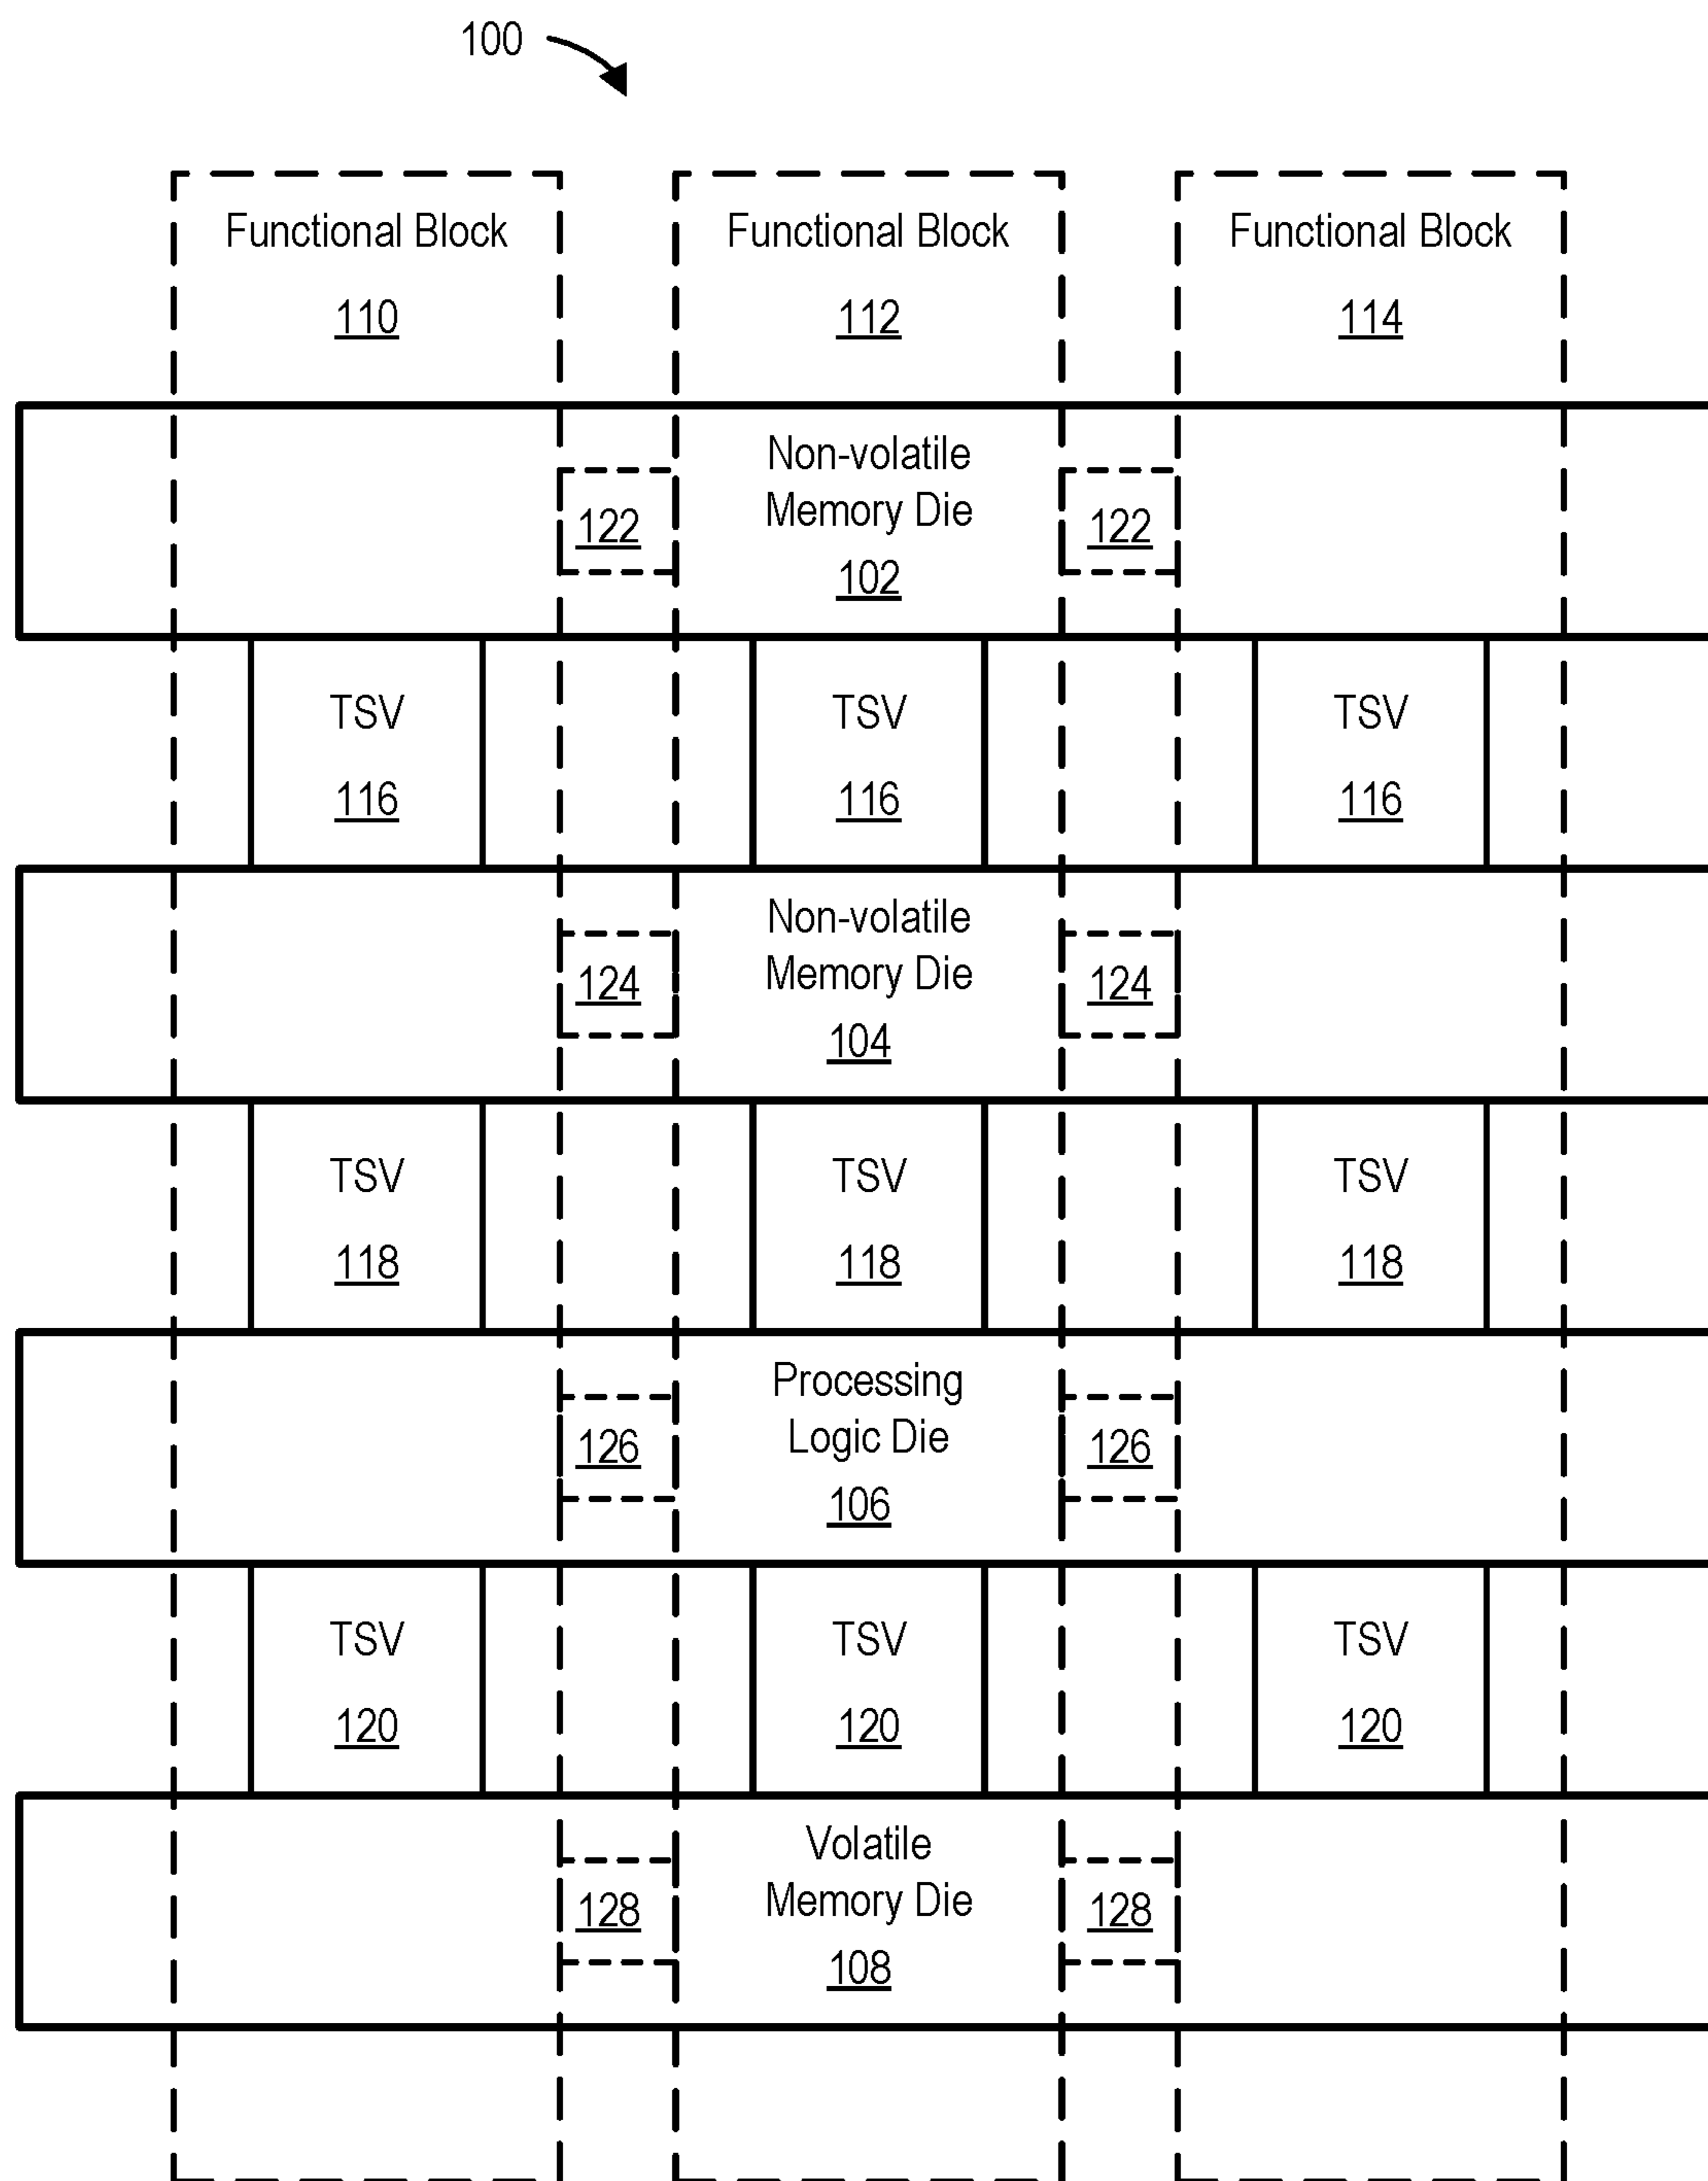 100
Functional Block Functional Block Functional Block
110 112 114
Non-volatile
Memory Die
122 122
102
TSV TSV TSV
116 116 116
Non-volatile
Memory Die
124 124
104
TSV TSV TSV
118 118 118
Processing
Logic Die
126 126
106
TSV TSV TSV
120 120 120
Volatile
Memory Die
128 128
108